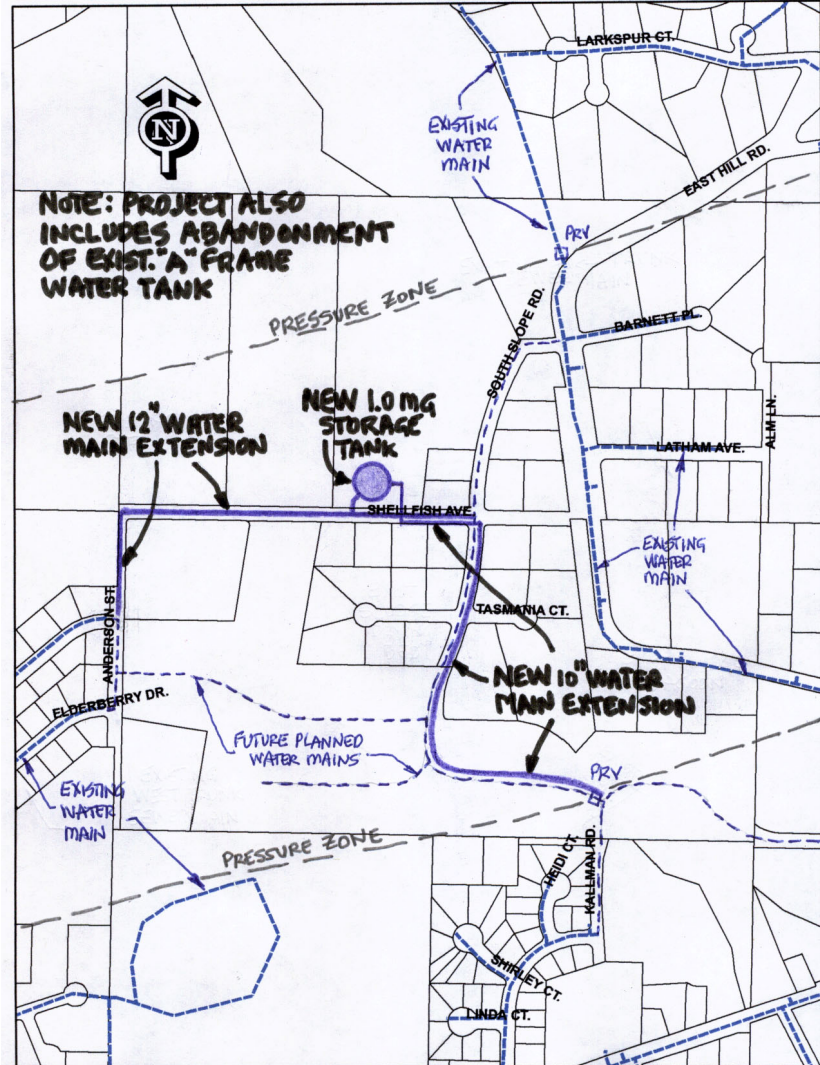 LARKSPUR CT.
EXISTING
WATER
MAIN
EAST HILL RD.
N
NOTE: PROJECT ALSO
INCLUDES ABANDONMENT
OF EXIST. "A" FRAME
WATER TANK
PRV
PRESSURE ZONE
SOUTH SLOPE RD.
BARNETT PL.
NEW 12" WATER
MAIN EXTENSION
NEW 1.0 MG
STORAGE
TANK
ALM LN.
LATHAM AVE.
SHELLFISH AVE.
EXISTING
WATER
MAIN
ANDERSON ST.
TASMANIA CT.
NEW 10" WATER
MAIN EXTENSION
ELDERBERRY DR.
FUTURE PLANNED
WATER MAINS
PRV
EXISTING
WATER
MAIN
PRESSURE ZONE
HEIDI CT.
KALLMAN RD.
SHIRLEY CT.
LINDA CT.